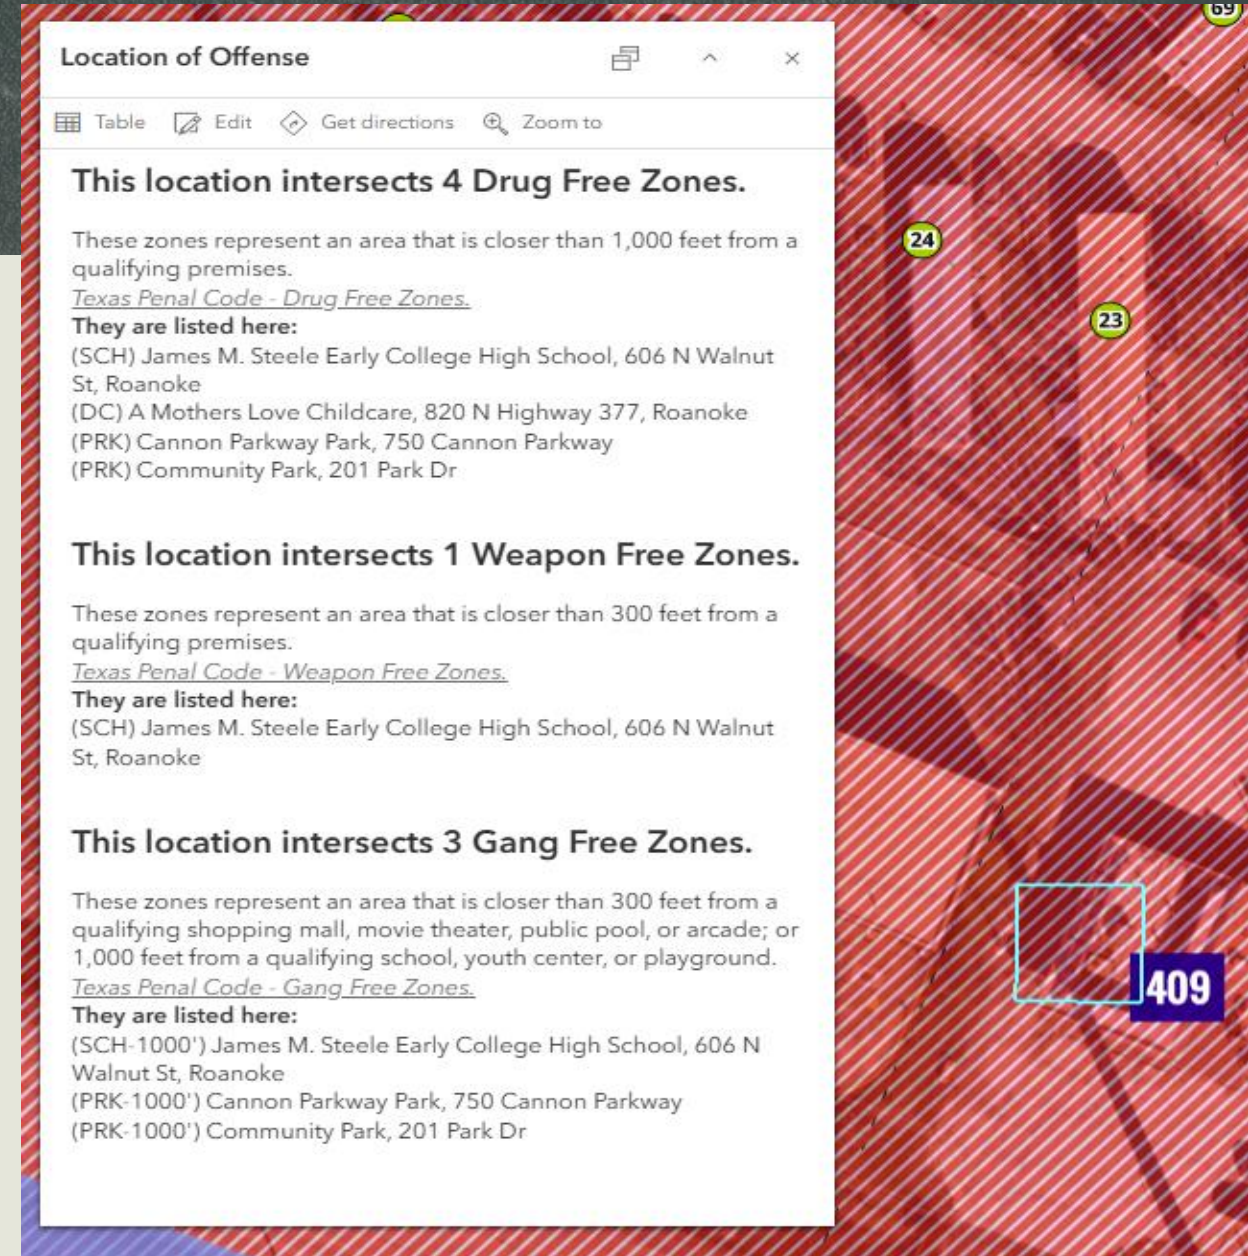 Location of Offense
Table Edit Get directions Zoom to
This location intersects 4 Drug Free Zones.
These zones represent an area that is closer than 1,000 feet from a
qualifying premises.
Texas Penal Code - Drug Free Zones.
They are listed here:
(SCH) James M. Steele Early College High School, 606 N Walnut
St, Roanoke
(DC) A Mothers Love Childcare, 820 N Highway 377, Roanoke
(PRK) Cannon Parkway Park, 750 Cannon Parkway
(PRK) Community Park, 201 Park Dr
This location intersects 1 Weapon Free Zones.
These zones represent an area that is closer than 300 feet from a
qualifying premises.
Texas Penal Code - Weapon Free Zones.
They are listed here:
(SCH) James M. Steele Early College High School, 606 N Walnut
St, Roanoke
This location intersects 3 Gang Free Zones.
These zones represent an area that is closer than 300 feet from a
qualifying shopping mall, movie theater, public pool, or arcade; or
1,000 feet from a qualifying school, youth center, or playground.
Texas Penal Code - Gang Free Zones.
They are listed here:
(SCH-1000') James M. Steele Early College High School, 606 N
Walnut St, Roanoke
(PRK-1000') Cannon Parkway Park, 750 Cannon Parkway
(PRK-1000') Community Park, 201 Park Dr
69
24
23
409